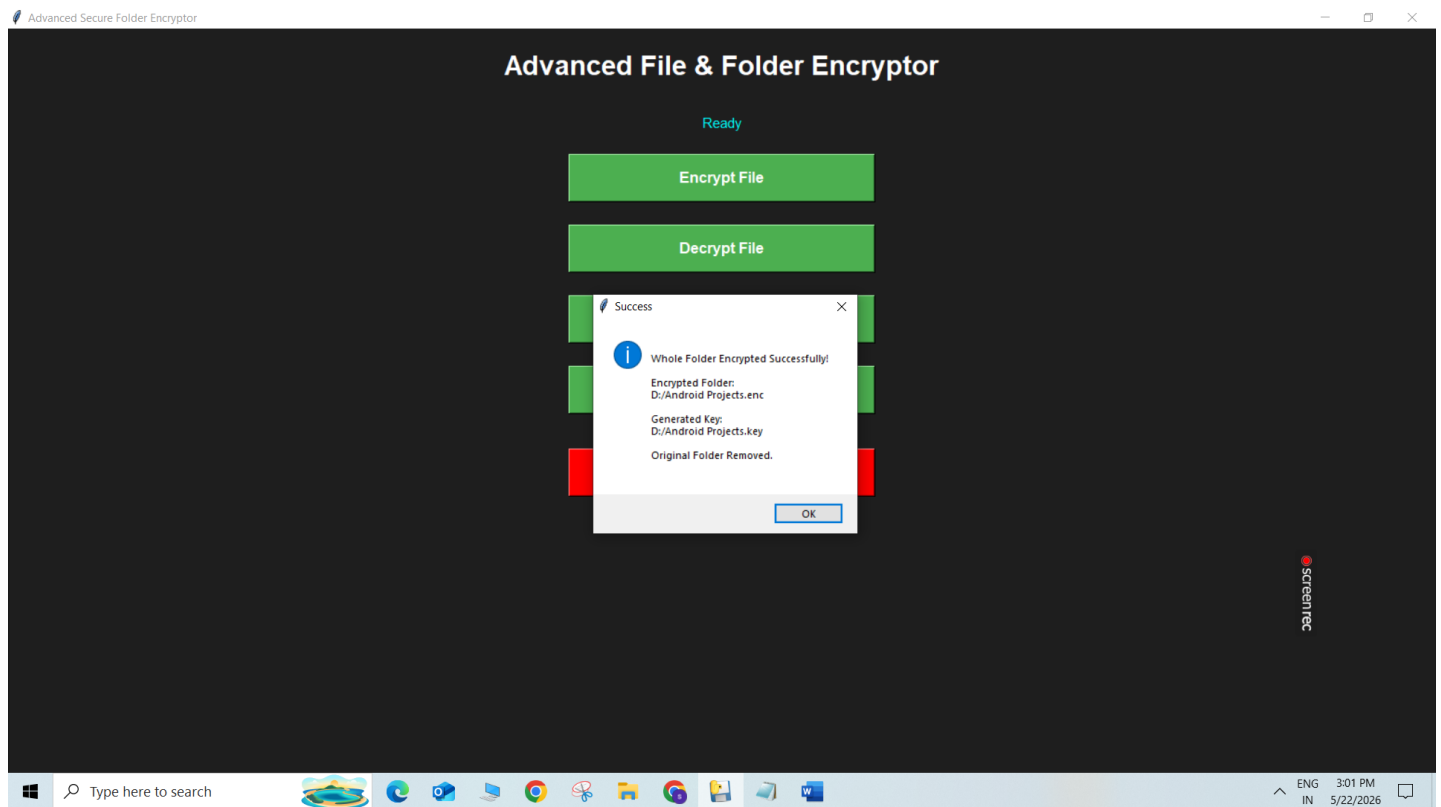 Advanced Secure Folder Encryptor
Advanced File & Folder Encryptor
Ready
Encrypt File
Decrypt File
Success
Whole Folder Encrypted Successfully!
Encrypted Folder:
D:/Android Projects.enc
Generated Key:
D:/Android Projects.key
Original Folder Removed.
OK
screenrec
Type here to search
ENG
IN
3:01 PM
5/22/2026